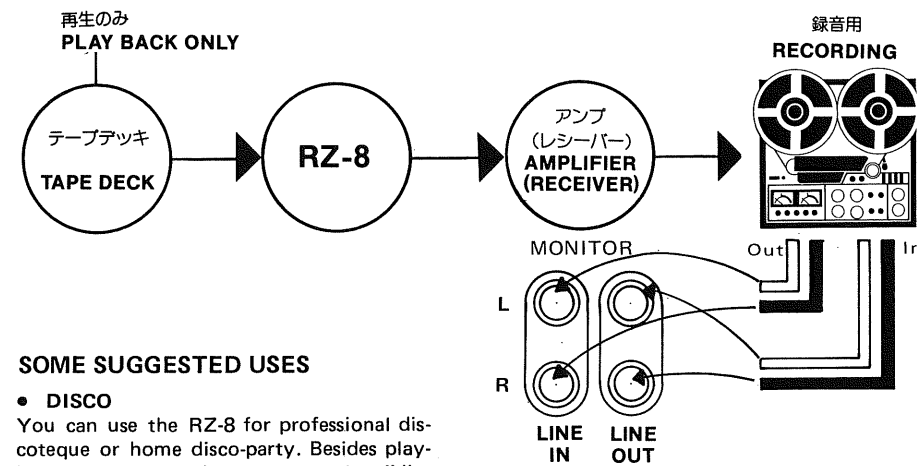 再生のみ
PLAY BACK ONLY
テープデッキ
TAPE DECK
RZ-8
アンプ
(レシーバー)
AMPLIFIER
(RECEIVER)
録音用
RECORDING
MONITOR
Out
L
R
LINE
IN
LINE
OUT
SOME SUGGESTED USES
• DISCO
You can use the RZ-8 for professional dis-
coteque or home disco-party. Besides play-